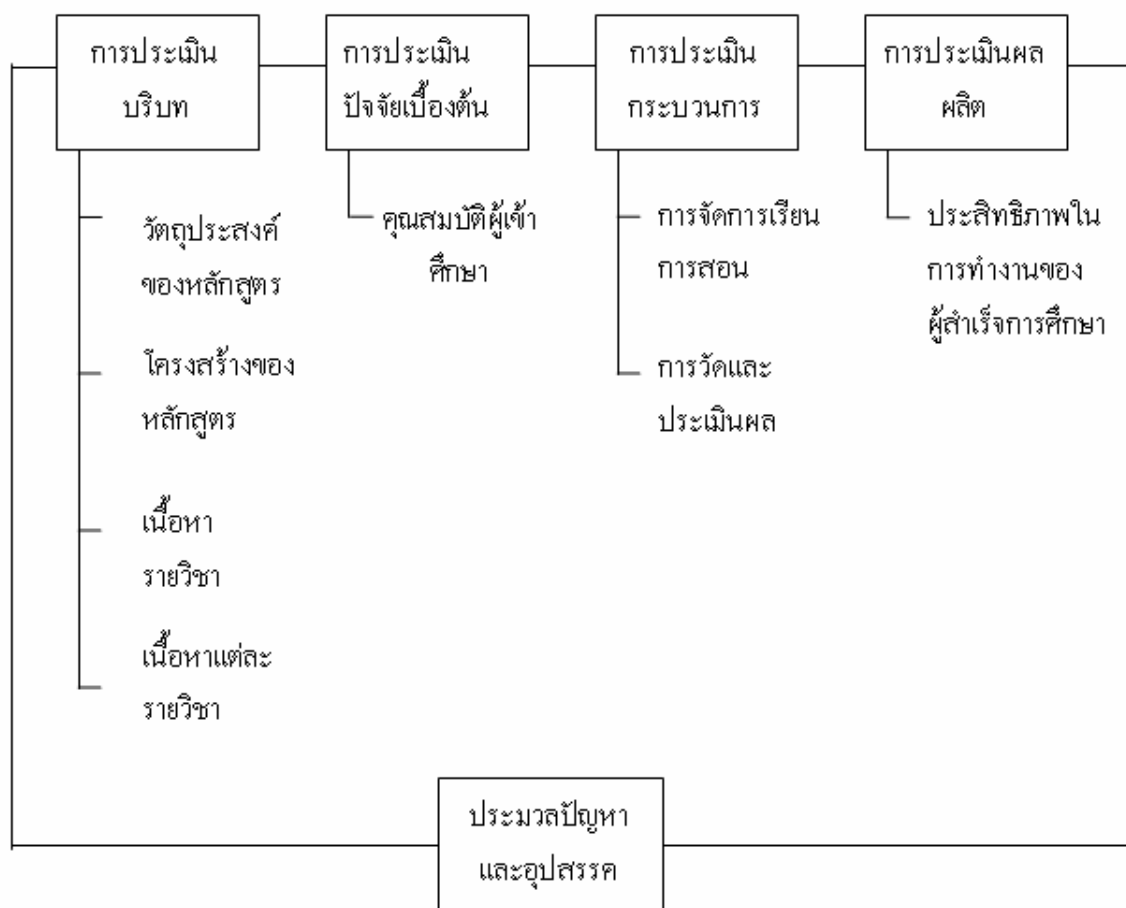 การประเมิน
บริบท
การประเมิน
ปัจจัยเบื้องต้น
การประเมิน
กระบวนการ
การประเมินผล
ผลิต
วัตถุประสงค์
ของหลักสูตร
โครงสร้างของ
หลักสูตร
เนื้อหา
รายวิชา
เนื้อหาแต่ละ
รายวิชา
คุณสมบัติผู้เข้า
ศึกษา
การจัดการเรียน
การสอน
การวัดและ
ประเมินผล
ประสิทธิภาพใน
การทำงานของ
ผู้สำเร็จการศึกษา
ประมวลปัญหา
และอุปสรรค